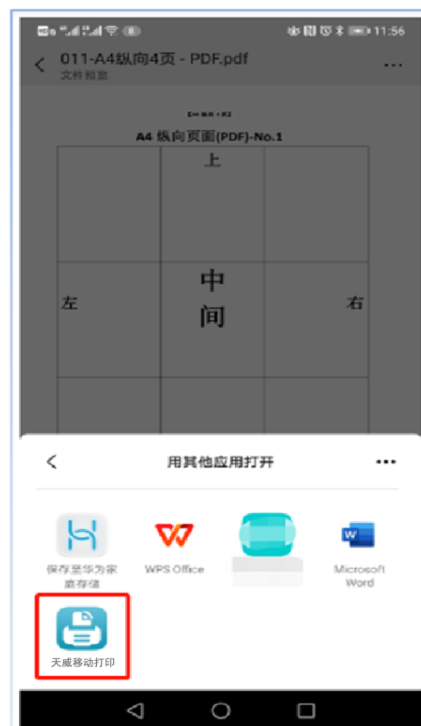 11:56
011-A4纵向4页 - PDF.pdf
文件预览
A4 纵向页面(PDF)-No.1
上
左
中
间
右
用其他应用打开
保存至华为家
庭存储
WPS Office
Microsoft
Word
天威移动打印